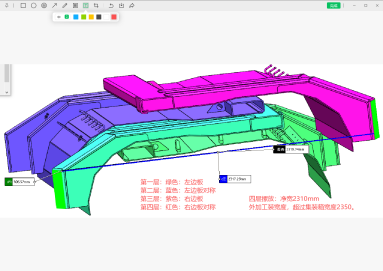 第一层：绿色：左边板
第二层：蓝色：左边板对称
第三层：紫色：右边板
第四层：红色：右边板对称
四层摆放：净宽2310mm
外加工装宽度，超过集装箱宽度2350。